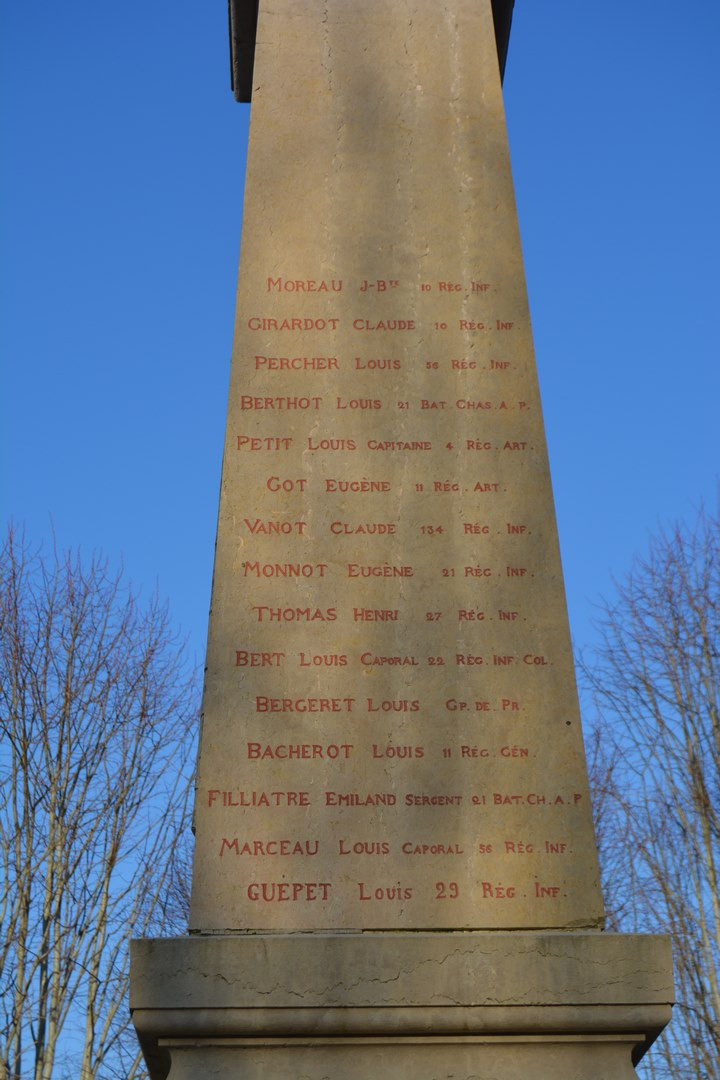 MOREAU J-Bte 10 RÉG. INF.
GIRARDOT CLAUDE 10 RÉG. INF.
PERCHER LOUIS 56 RÉG. INF.
BERTHOT LOUIS 21 BAT. CHAS. A. P.
PETIT LOUIS CAPITAINE 4 RÉG. ART.
GOT EUGÈNE 11 RÉG. ART.
VANOT CLAUDE 134 RÉG. INF.
MONNOT EUGÈNE 21 RÉG. INF.
THOMAS HENRI 27 RÉG. INF.
BERT LOUIS CAPORAL 22 RÉG. INF. COL.
BERGERET LOUIS GP. DE PR.
BACHEROT LOUIS 11 RÉG. GÉN.
FILLIATRE EMILAND SERGENT 21 BAT. CH. A. P
MARCEAU LOUIS CAPORAL 56 RÉG. INF.
GUÉPET LOUIS 29 RÉG. INF.